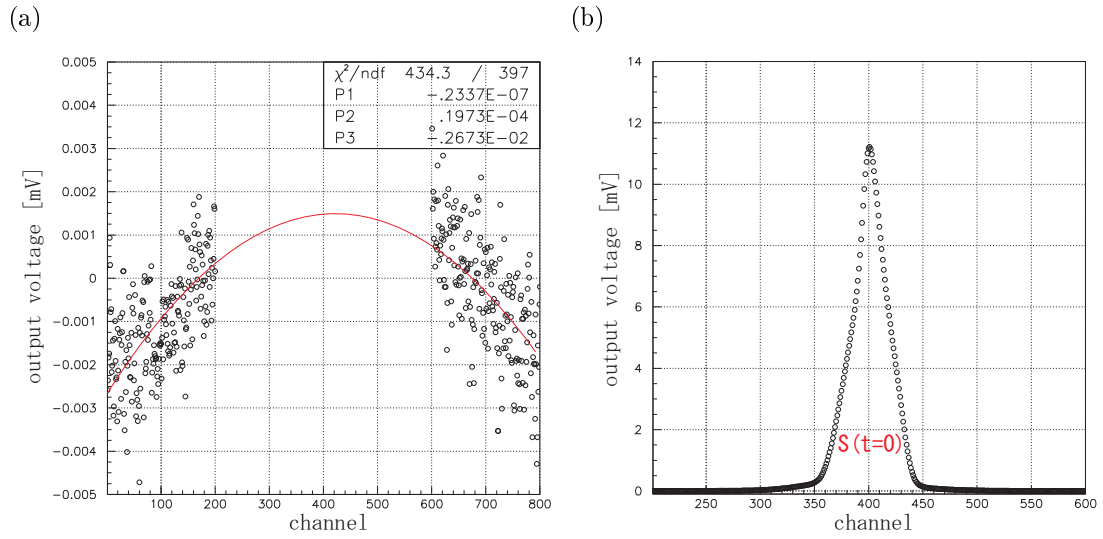 (a)
(b)
0.005
0.004
0.003
0.002
0.001
0
−0.001
−0.002
−0.003
−0.004
−0.005
output voltage [mV]
χ²/ndf 434.3 / 397
P1 −.2337E−07
P2 .1973E−04
P3 −.2673E−02
0 100 200 300 400 500 600 700 800
channel
14
12
10
8
6
4
2
0
output voltage [mV]
S(t=0)
250 300 350 400 450 500 550 600
channel